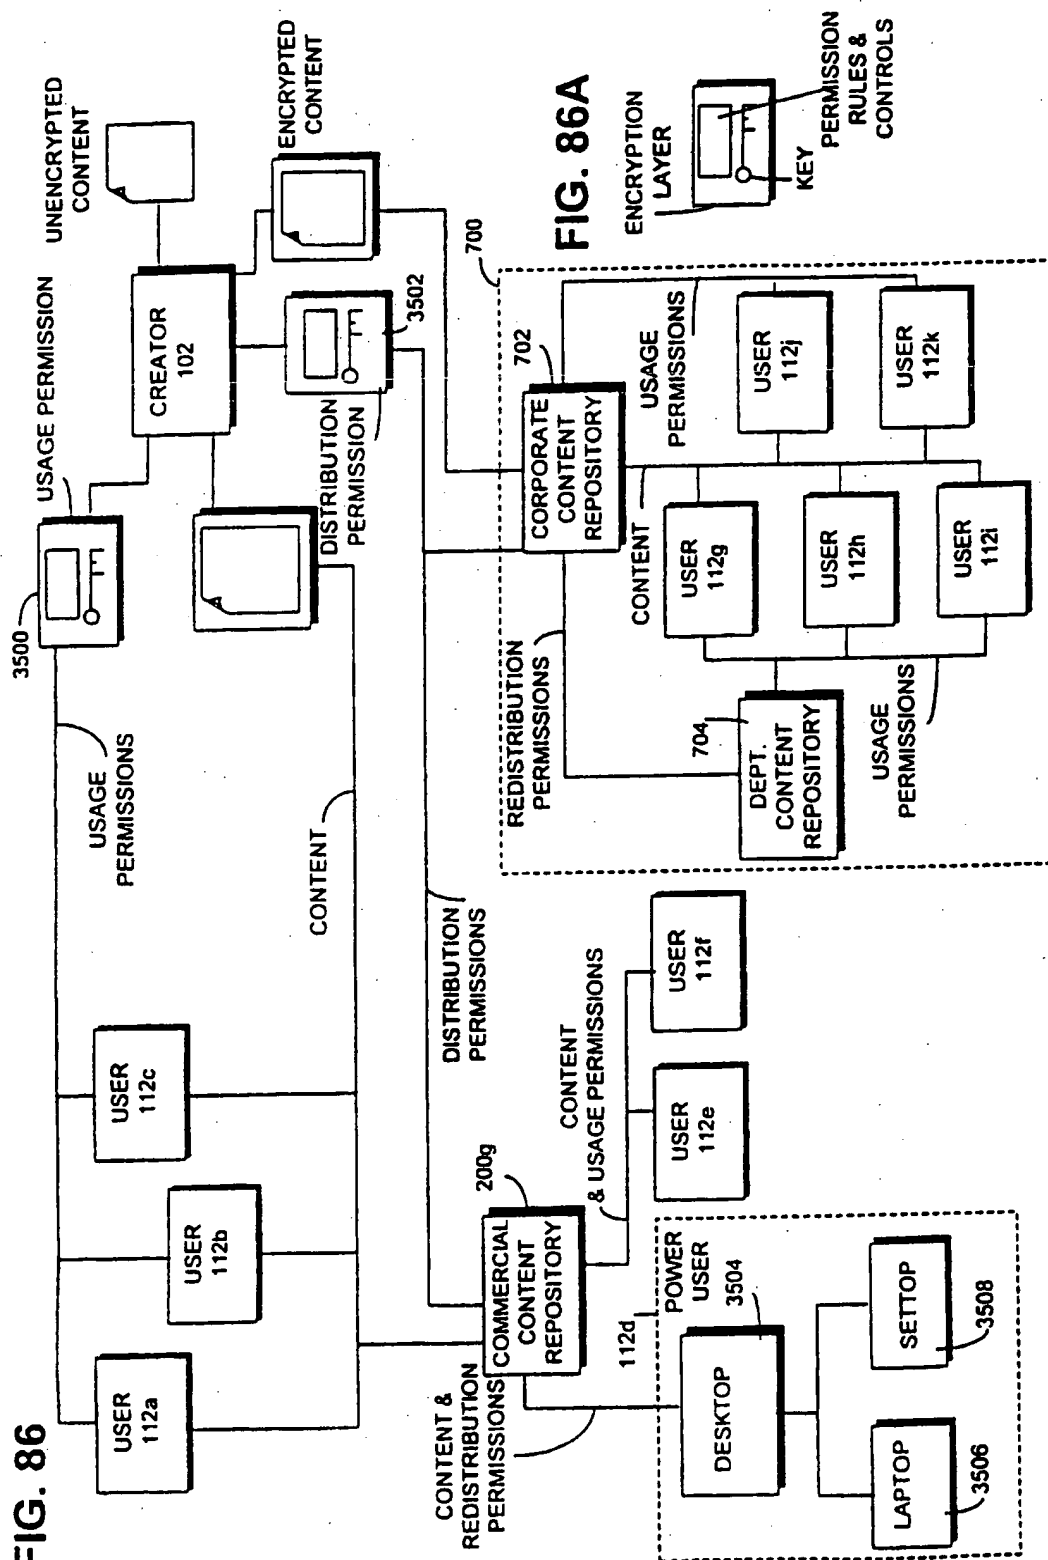 FIG. 86
UNENCRYPTED
CONTENT
USAGE PERMISSION
3500
CREATOR
102
ENCRYPTED
CONTENT
USAGE
PERMISSIONS
USER
112a
USER
112b
USER
112c
CONTENT
DISTRIBUTION
PERMISSION
3502
DISTRIBUTION
PERMISSIONS
CONTENT &
REDISTRIBUTION
PERMISSIONS
COMMERCIAL
CONTENT
REPOSITORY
200g
CONTENT
& USAGE PERMISSIONS
USER
112e
USER
112f
112d
POWER
USER
3504
DESKTOP
LAPTOP
3506
SETTOP
3508
700
CORPORATE
CONTENT
REPOSITORY
702
REDISTRIBUTION
PERMISSIONS
704
DEPT.
CONTENT
REPOSITORY
CONTENT
USAGE
PERMISSIONS
USER
112g
USER
112h
USER
112i
USAGE
PERMISSIONS
USER
112j
USER
112k
FIG. 86A
ENCRYPTION
LAYER
KEY
PERMISSION
RULES &
CONTROLS